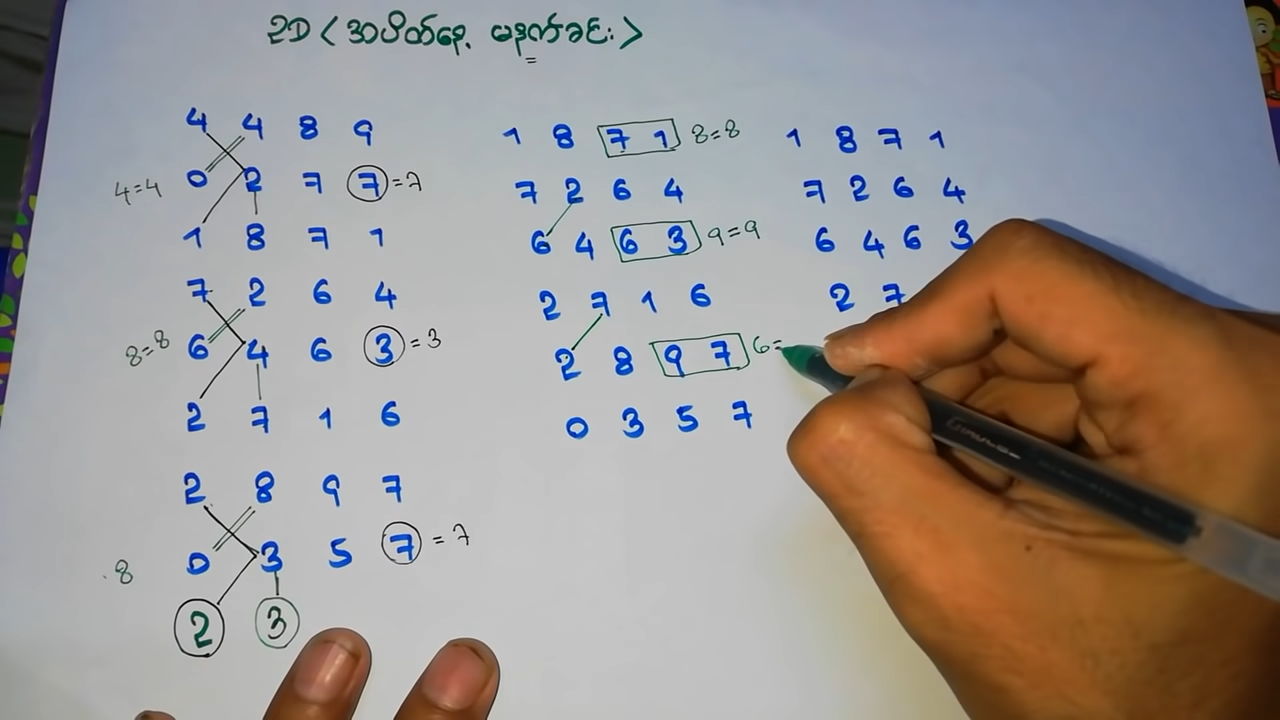 2D < အပိတ်နေ့ မနက်ခင်း >
4 4 8 9
4=4 0 2 7 7 =7
1 8 7 1
7 2 6 4
8=8 6 4 6 3 =3
2 7 1 6
2 8 9 7
8 0 3 5 7 =7
2 3
1 8 7 1 8=8
7 2 6 4
6 4 6 3 9=9
2 7 1 6
2 8 9 7 6=
0 3 5 7
1 8 7 1
7 2 6 4
6 4 6 3
2 7